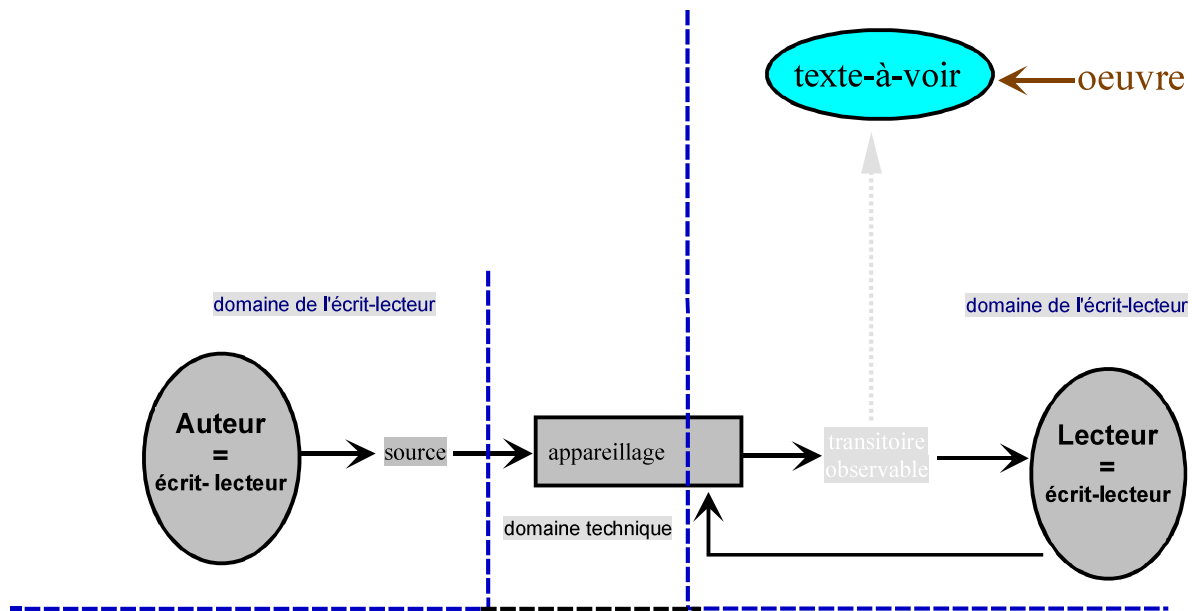 texte-à-voir
oeuvre
domaine de l'écrit-lecteur
domaine de l'écrit-lecteur
Auteur
=
écrit- lecteur
source
appareillage
transitoire
observable
Lecteur
=
écrit-lecteur
domaine technique